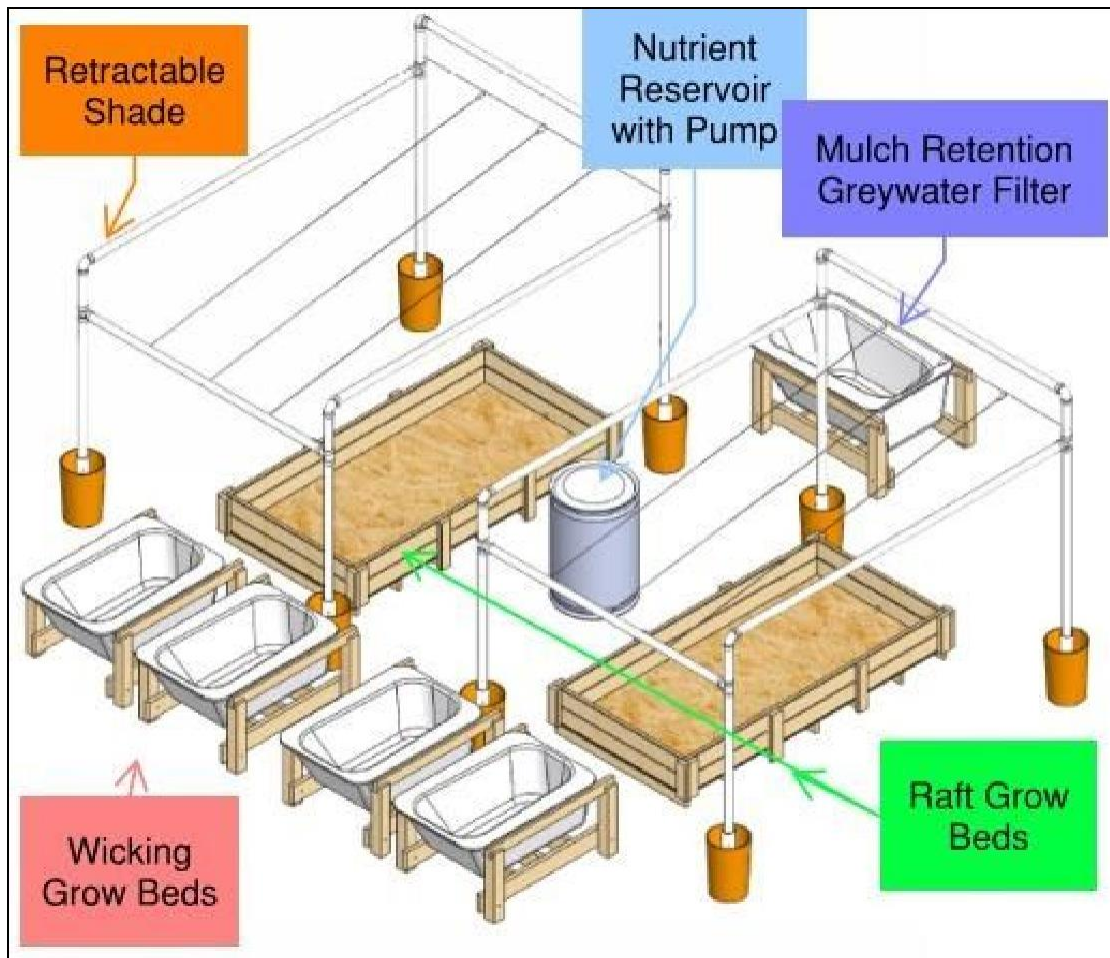 Retractable
Shade
Nutrient
Reservoir
with Pump
Mulch Retention
Greywater Filter
Wicking
Grow Beds
Raft Grow
Beds